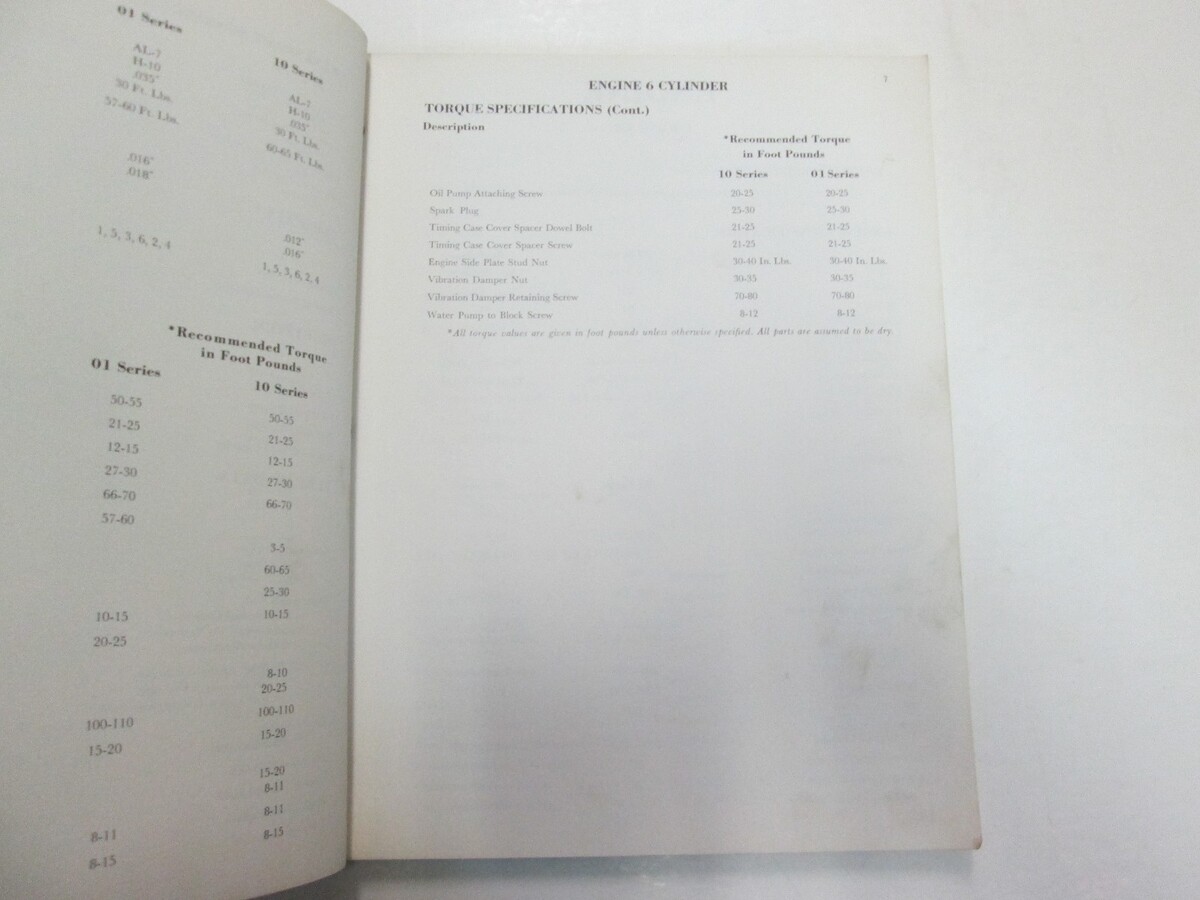 01 Series
10 Series
AL-7 AL-7
H-10 H-10
.035" .035"
30 Ft. Lbs. 30 Ft. Lbs.
57-60 Ft. Lbs. 60-65 Ft. Lbs.
.016" .012"
.018" .016"
1, 5, 3, 6, 2, 4 1, 5, 3, 6, 2, 4
*Recommended Torque
in Foot Pounds
01 Series 10 Series
50-55 50-55
21-25 21-25
12-15 12-15
27-30 27-30
66-70 66-70
57-60
3-5
60-65
25-30
10-15 10-15
20-25
8-10
20-25
100-110 100-110
15-20 15-20
15-20
8-11
8-11 8-11
8-15 8-15
7
ENGINE 6 CYLINDER
TORQUE SPECIFICATIONS (Cont.)
Description
*Recommended Torque
in Foot Pounds
10 Series 01 Series
Oil Pump Attaching Screw 20-25 20-25
Spark Plug 25-30 25-30
Timing Case Cover Spacer Dowel Bolt 21-25 21-25
Timing Case Cover Spacer Screw 21-25 21-25
Engine Side Plate Stud Nut 30-40 In. Lbs. 30-40 In. Lbs.
Vibration Damper Nut 30-35 30-35
Vibration Damper Retaining Screw 70-80 70-80
Water Pump to Block Screw 8-12 8-12
*All torque values are given in foot pounds unless otherwise specified. All parts are assumed to be dry.